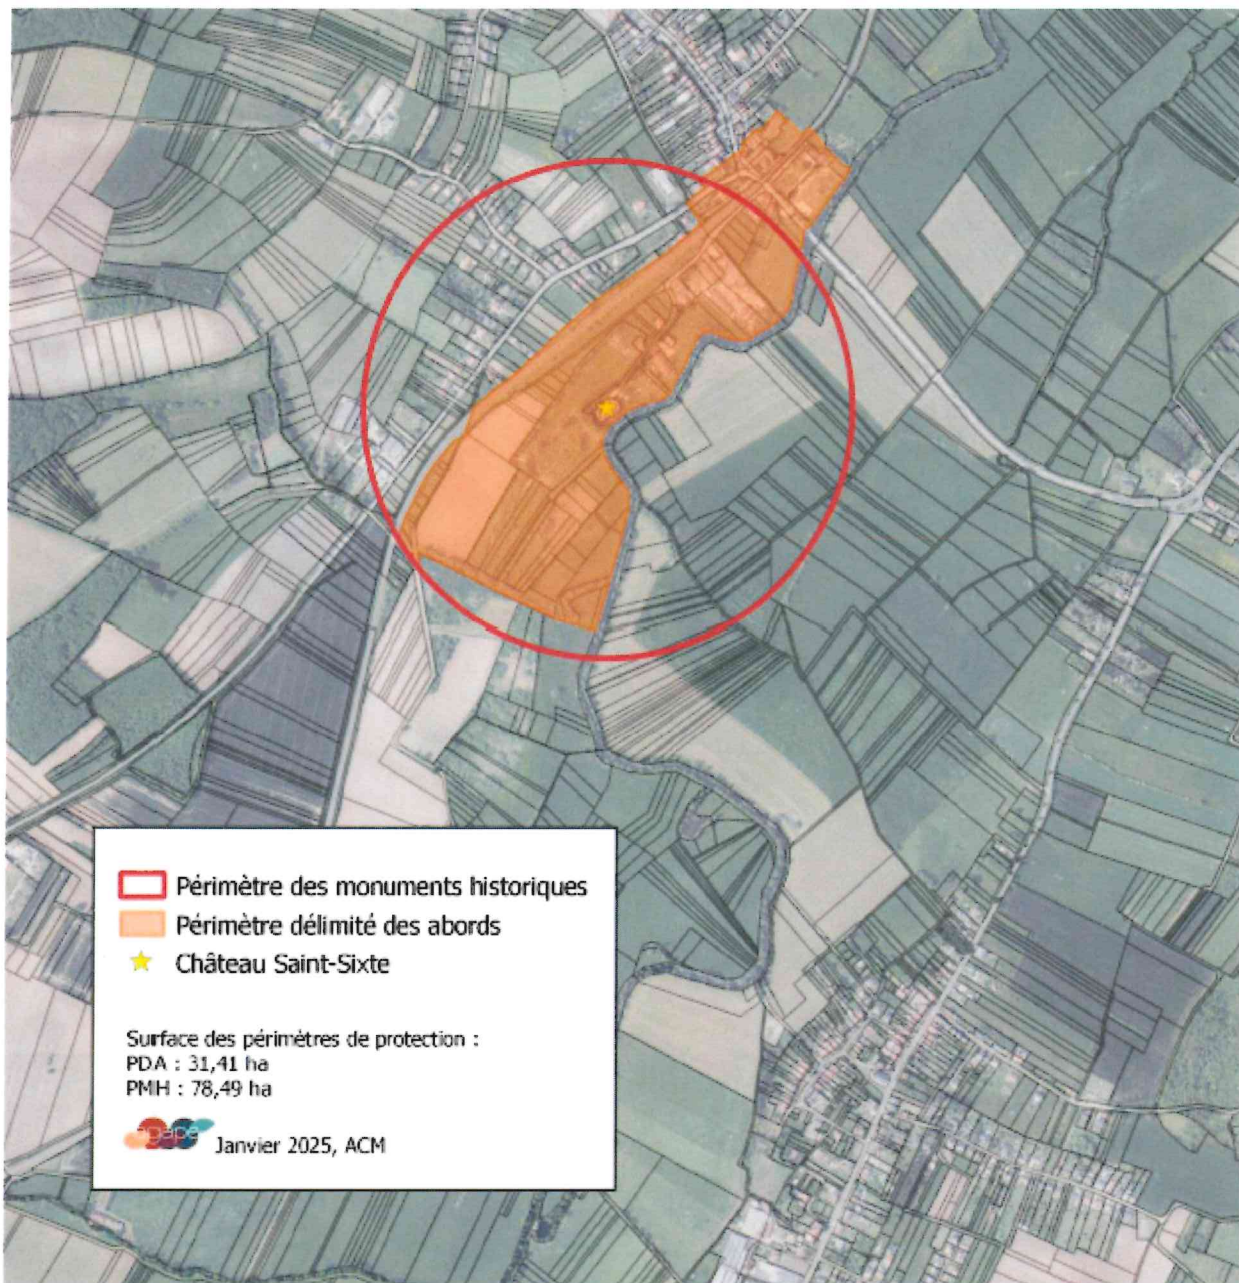 Périmètre des monuments historiques
Périmètre délimité des abords
Château Saint-Sixte
Surface des périmètres de protection :
PDA : 31,41 ha
PMH : 78,49 ha
agape
Janvier 2025, ACM